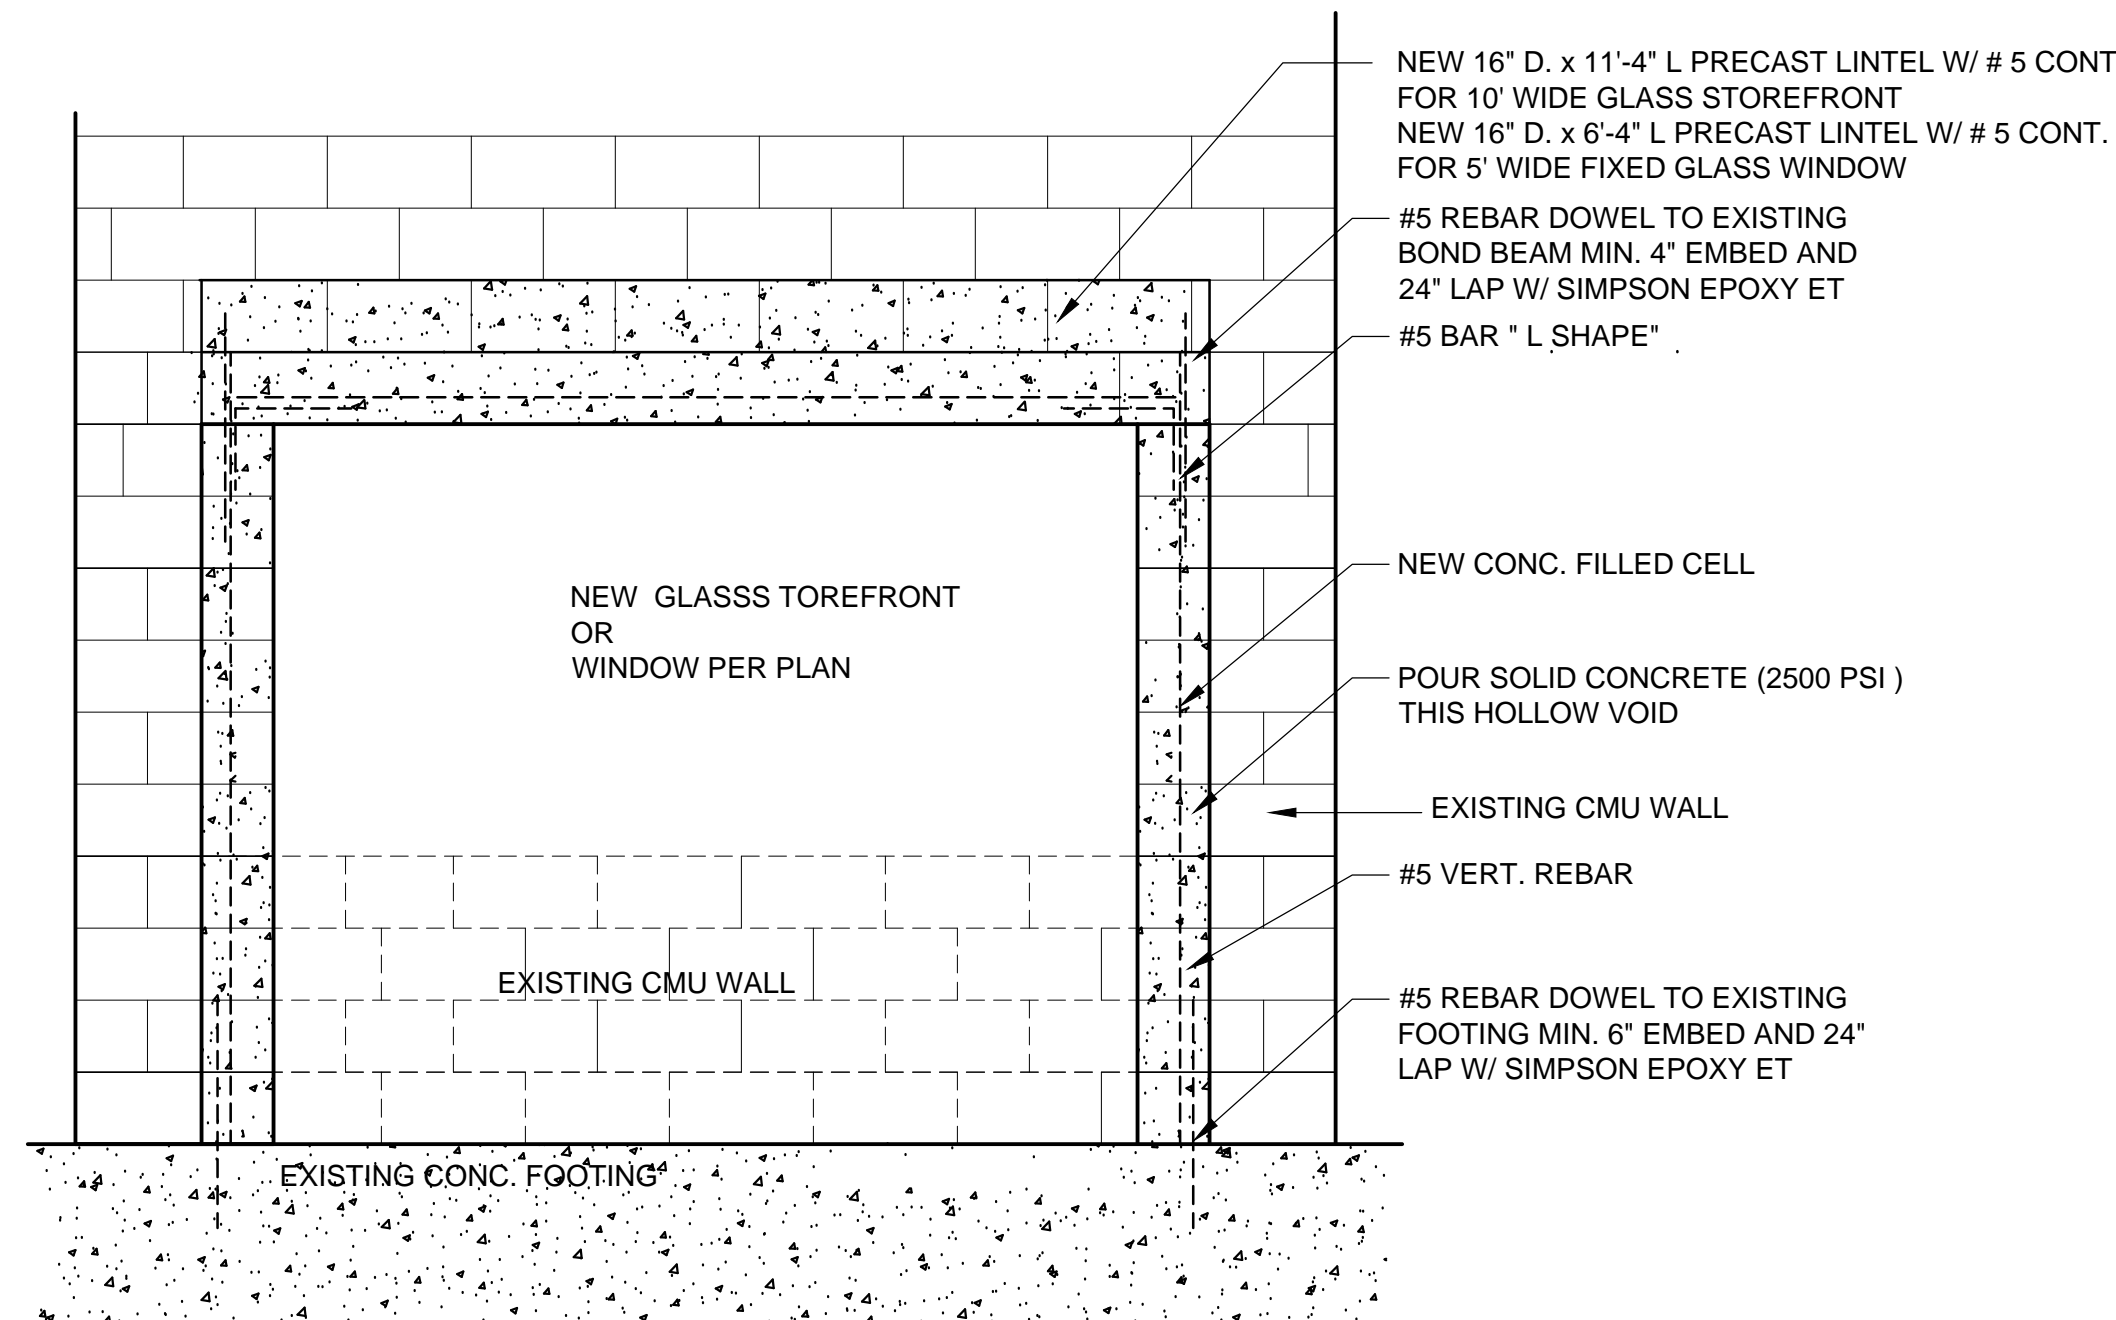 NEW 16" D. x 11'-4" L PRECAST LINTEL W/ # 5 CONT
FOR 10' WIDE GLASS STOREFRONT
NEW 16" D. x 6'-4" L PRECAST LINTEL W/ # 5 CONT.
FOR 5' WIDE FIXED GLASS WINDOW
#5 REBAR DOWEL TO EXISTING
BOND BEAM MIN. 4" EMBED AND
24" LAP W/ SIMPSON EPOXY ET
#5 BAR " L SHAPE"
NEW CONC. FILLED CELL
NEW GLASSS TOREFRONT
OR
WINDOW PER PLAN
POUR SOLID CONCRETE (2500 PSI )
THIS HOLLOW VOID
EXISTING CMU WALL
#5 VERT. REBAR
EXISTING CMU WALL
#5 REBAR DOWEL TO EXISTING
FOOTING MIN. 6" EMBED AND 24"
LAP W/ SIMPSON EPOXY ET
EXISTING CONC. FOOTING